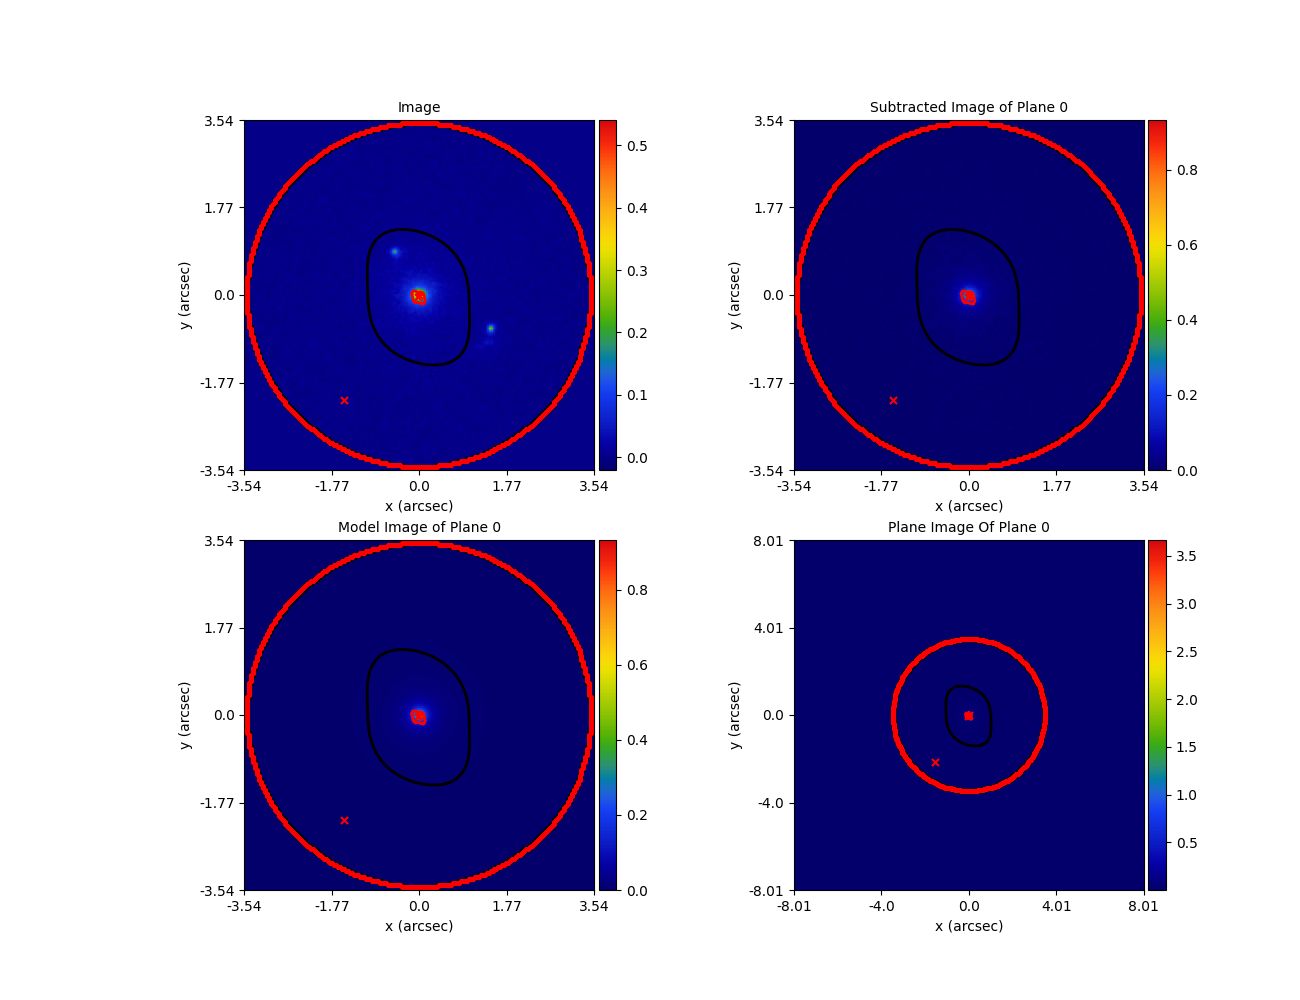 Image
3.54
1.77
0.0
-1.77
-3.54
y (arcsec)
-3.54 -1.77 0.0 1.77 3.54
x (arcsec)
0.5
0.4
0.3
0.2
0.1
0.0
Subtracted Image of Plane 0
3.54
1.77
0.0
-1.77
-3.54
y (arcsec)
-3.54 -1.77 0.0 1.77 3.54
x (arcsec)
0.8
0.6
0.4
0.2
0.0
Model Image of Plane 0
3.54
1.77
0.0
-1.77
-3.54
y (arcsec)
-3.54 -1.77 0.0 1.77 3.54
x (arcsec)
0.8
0.6
0.4
0.2
0.0
Plane Image Of Plane 0
8.01
4.01
0.0
-4.0
-8.01
y (arcsec)
-8.01 -4.0 0.0 4.01 8.01
x (arcsec)
3.5
3.0
2.5
2.0
1.5
1.0
0.5